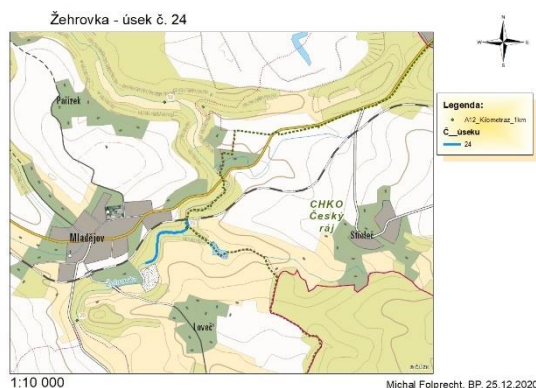 Žehrovka - úsek č. 24
N
Legenda:
A12_Kilometraz_1km
Č__úseku
24
Pařízek
CHKO
Český
ráj
Mladějov
Střeleč
Žehrovka
Loveč
1:10 000
Michal Folprecht, BP, 25.12.2020